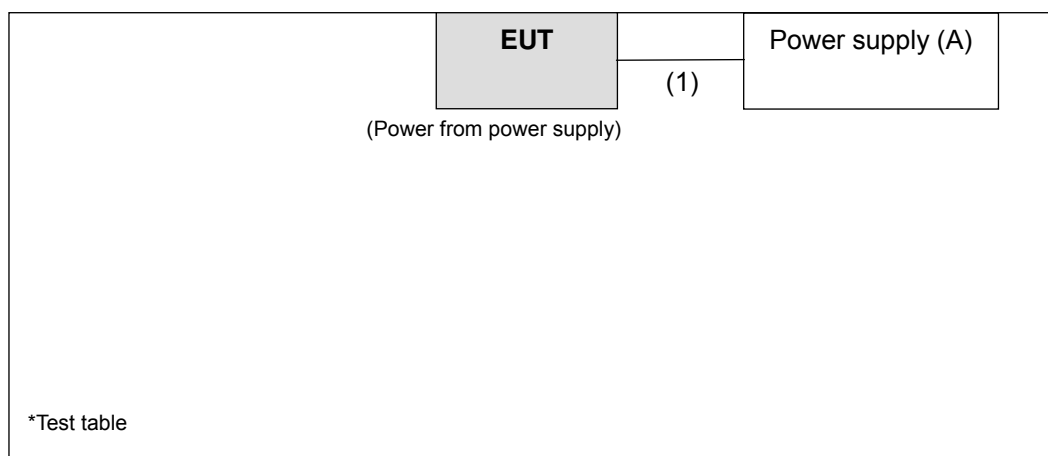 EUT
Power supply (A)
(1)
(Power from power supply)
*Test table